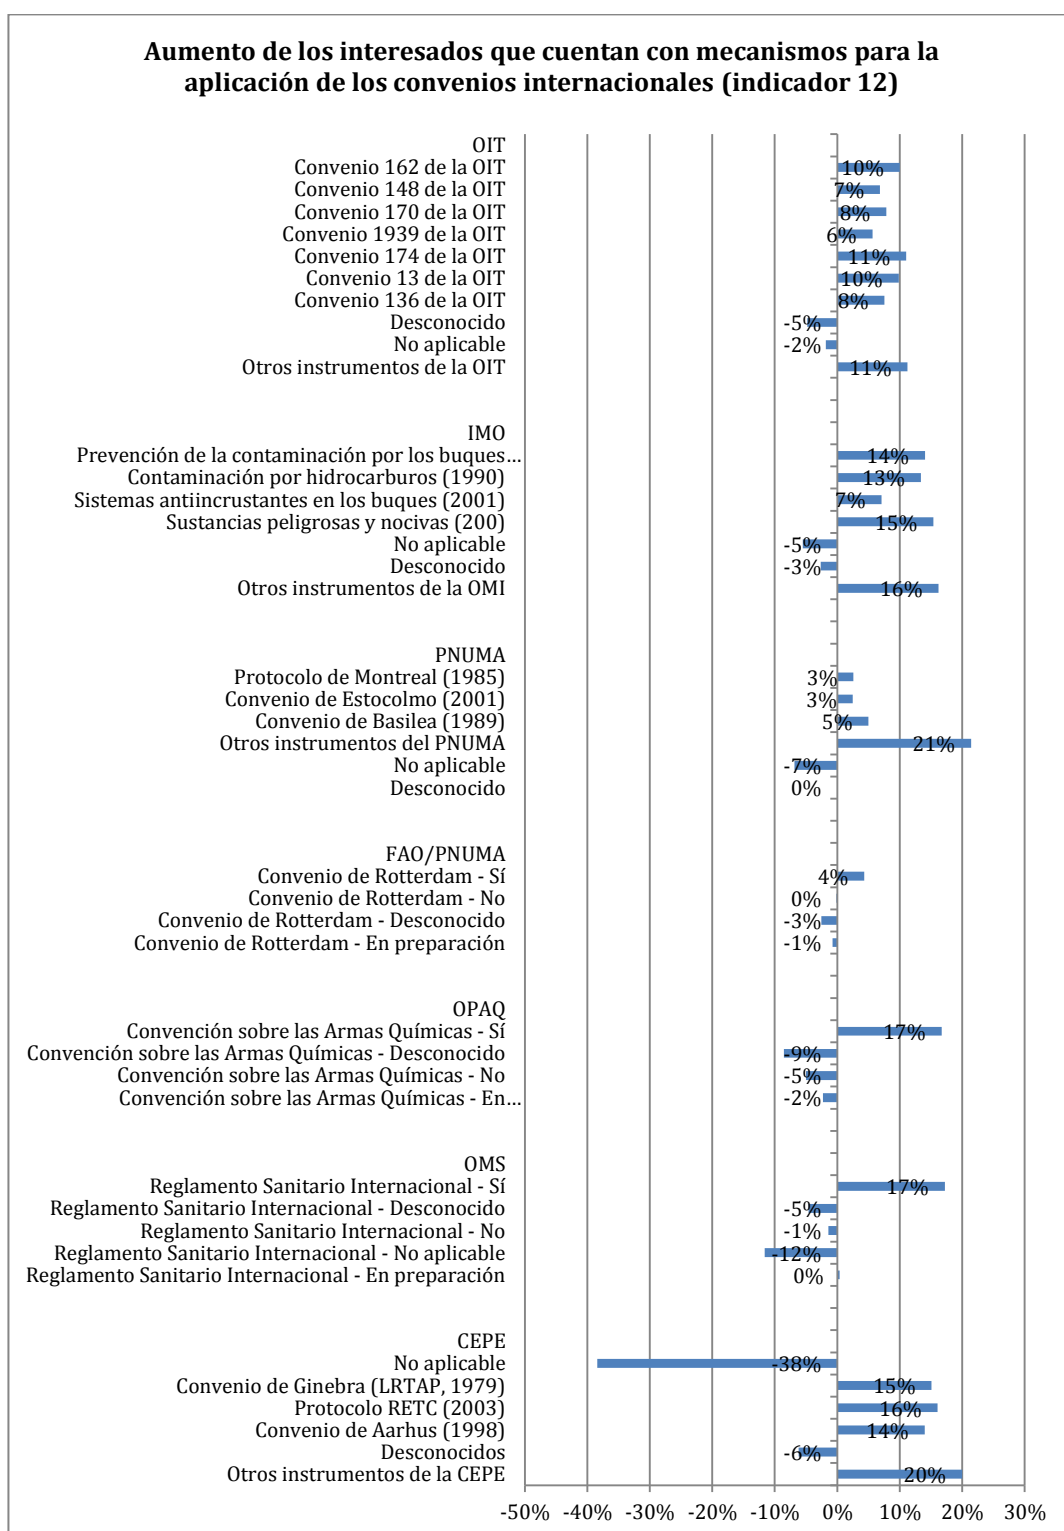 Aumento de los interesados que cuentan con mecanismos para la
aplicación de los convenios internacionales (indicador 12)
OIT
Convenio 162 de la OIT 10%
Convenio 148 de la OIT 7%
Convenio 170 de la OIT 8%
Convenio 1939 de la OIT 6%
Convenio 174 de la OIT 11%
Convenio 13 de la OIT 10%
Convenio 136 de la OIT 8%
Desconocido -5%
No aplicable -2%
Otros instrumentos de la OIT 11%
IMO
Prevención de la contaminación por los buques… 14%
Contaminación por hidrocarburos (1990) 13%
Sistemas antiincrustantes en los buques (2001) 7%
Sustancias peligrosas y nocivas (200) 15%
No aplicable -5%
Desconocido -3%
Otros instrumentos de la OMI 16%
PNUMA
Protocolo de Montreal (1985) 3%
Convenio de Estocolmo (2001) 3%
Convenio de Basilea (1989) 5%
Otros instrumentos del PNUMA 21%
No aplicable -7%
Desconocido 0%
FAO/PNUMA
Convenio de Rotterdam - Sí 4%
Convenio de Rotterdam - No 0%
Convenio de Rotterdam - Desconocido -3%
Convenio de Rotterdam - En preparación -1%
OPAQ
Convención sobre las Armas Químicas - Sí 17%
Convención sobre las Armas Químicas - Desconocido -9%
Convención sobre las Armas Químicas - No -5%
Convención sobre las Armas Químicas - En… -2%
OMS
Reglamento Sanitario Internacional - Sí 17%
Reglamento Sanitario Internacional - Desconocido -5%
Reglamento Sanitario Internacional - No -1%
Reglamento Sanitario Internacional - No aplicable -12%
Reglamento Sanitario Internacional - En preparación 0%
CEPE
No aplicable -38%
Convenio de Ginebra (LRTAP, 1979) 15%
Protocolo RETC (2003) 16%
Convenio de Aarhus (1998) 14%
Desconocidos -6%
Otros instrumentos de la CEPE 20%
-50% -40% -30% -20% -10% 0% 10% 20% 30%